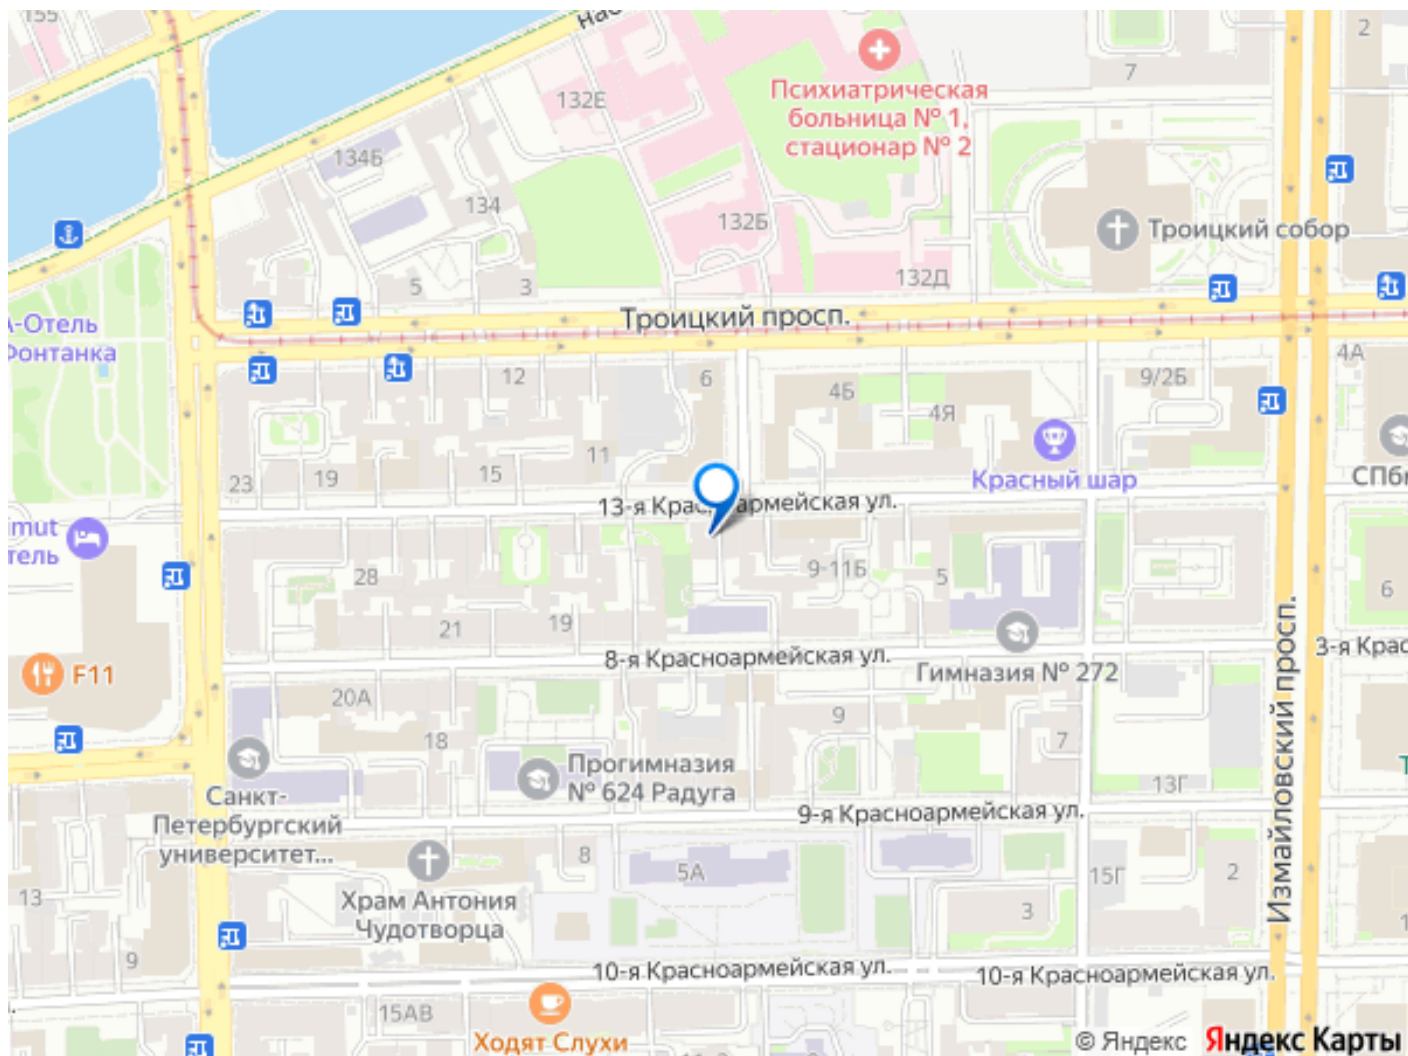 155
наб
2
7
Психиатрическая
больница № 1,
стационар № 2
132Е
134Б
134
132Б
Троицкий собор
132Д
5
3
Троицкий просп.
А-Отель
Фонтанка
4А
12
6
4Б
9/2Б
4Я
11
Красный шар
СПбг
23
19
15
13-я Красноармейская ул.
imut
тель
28
9-11Б
5
6
21
19
8-я Красноармейская ул.
3-я Крас
Гимназия № 272
F11
20А
9
18
7
Прогимназия
№ 624 Радуга
13Г
Т
Санкт-
Петербургский
университет...
9-я Красноармейская ул.
Измайловский просп.
8
5А
15Г
2
13
Храм Антония
Чудотворца
3
1
9
10-я Красноармейская ул.
10-я Красноармейская ул.
15АВ
Ходят Слухи
© Яндекс Яндекс Карты